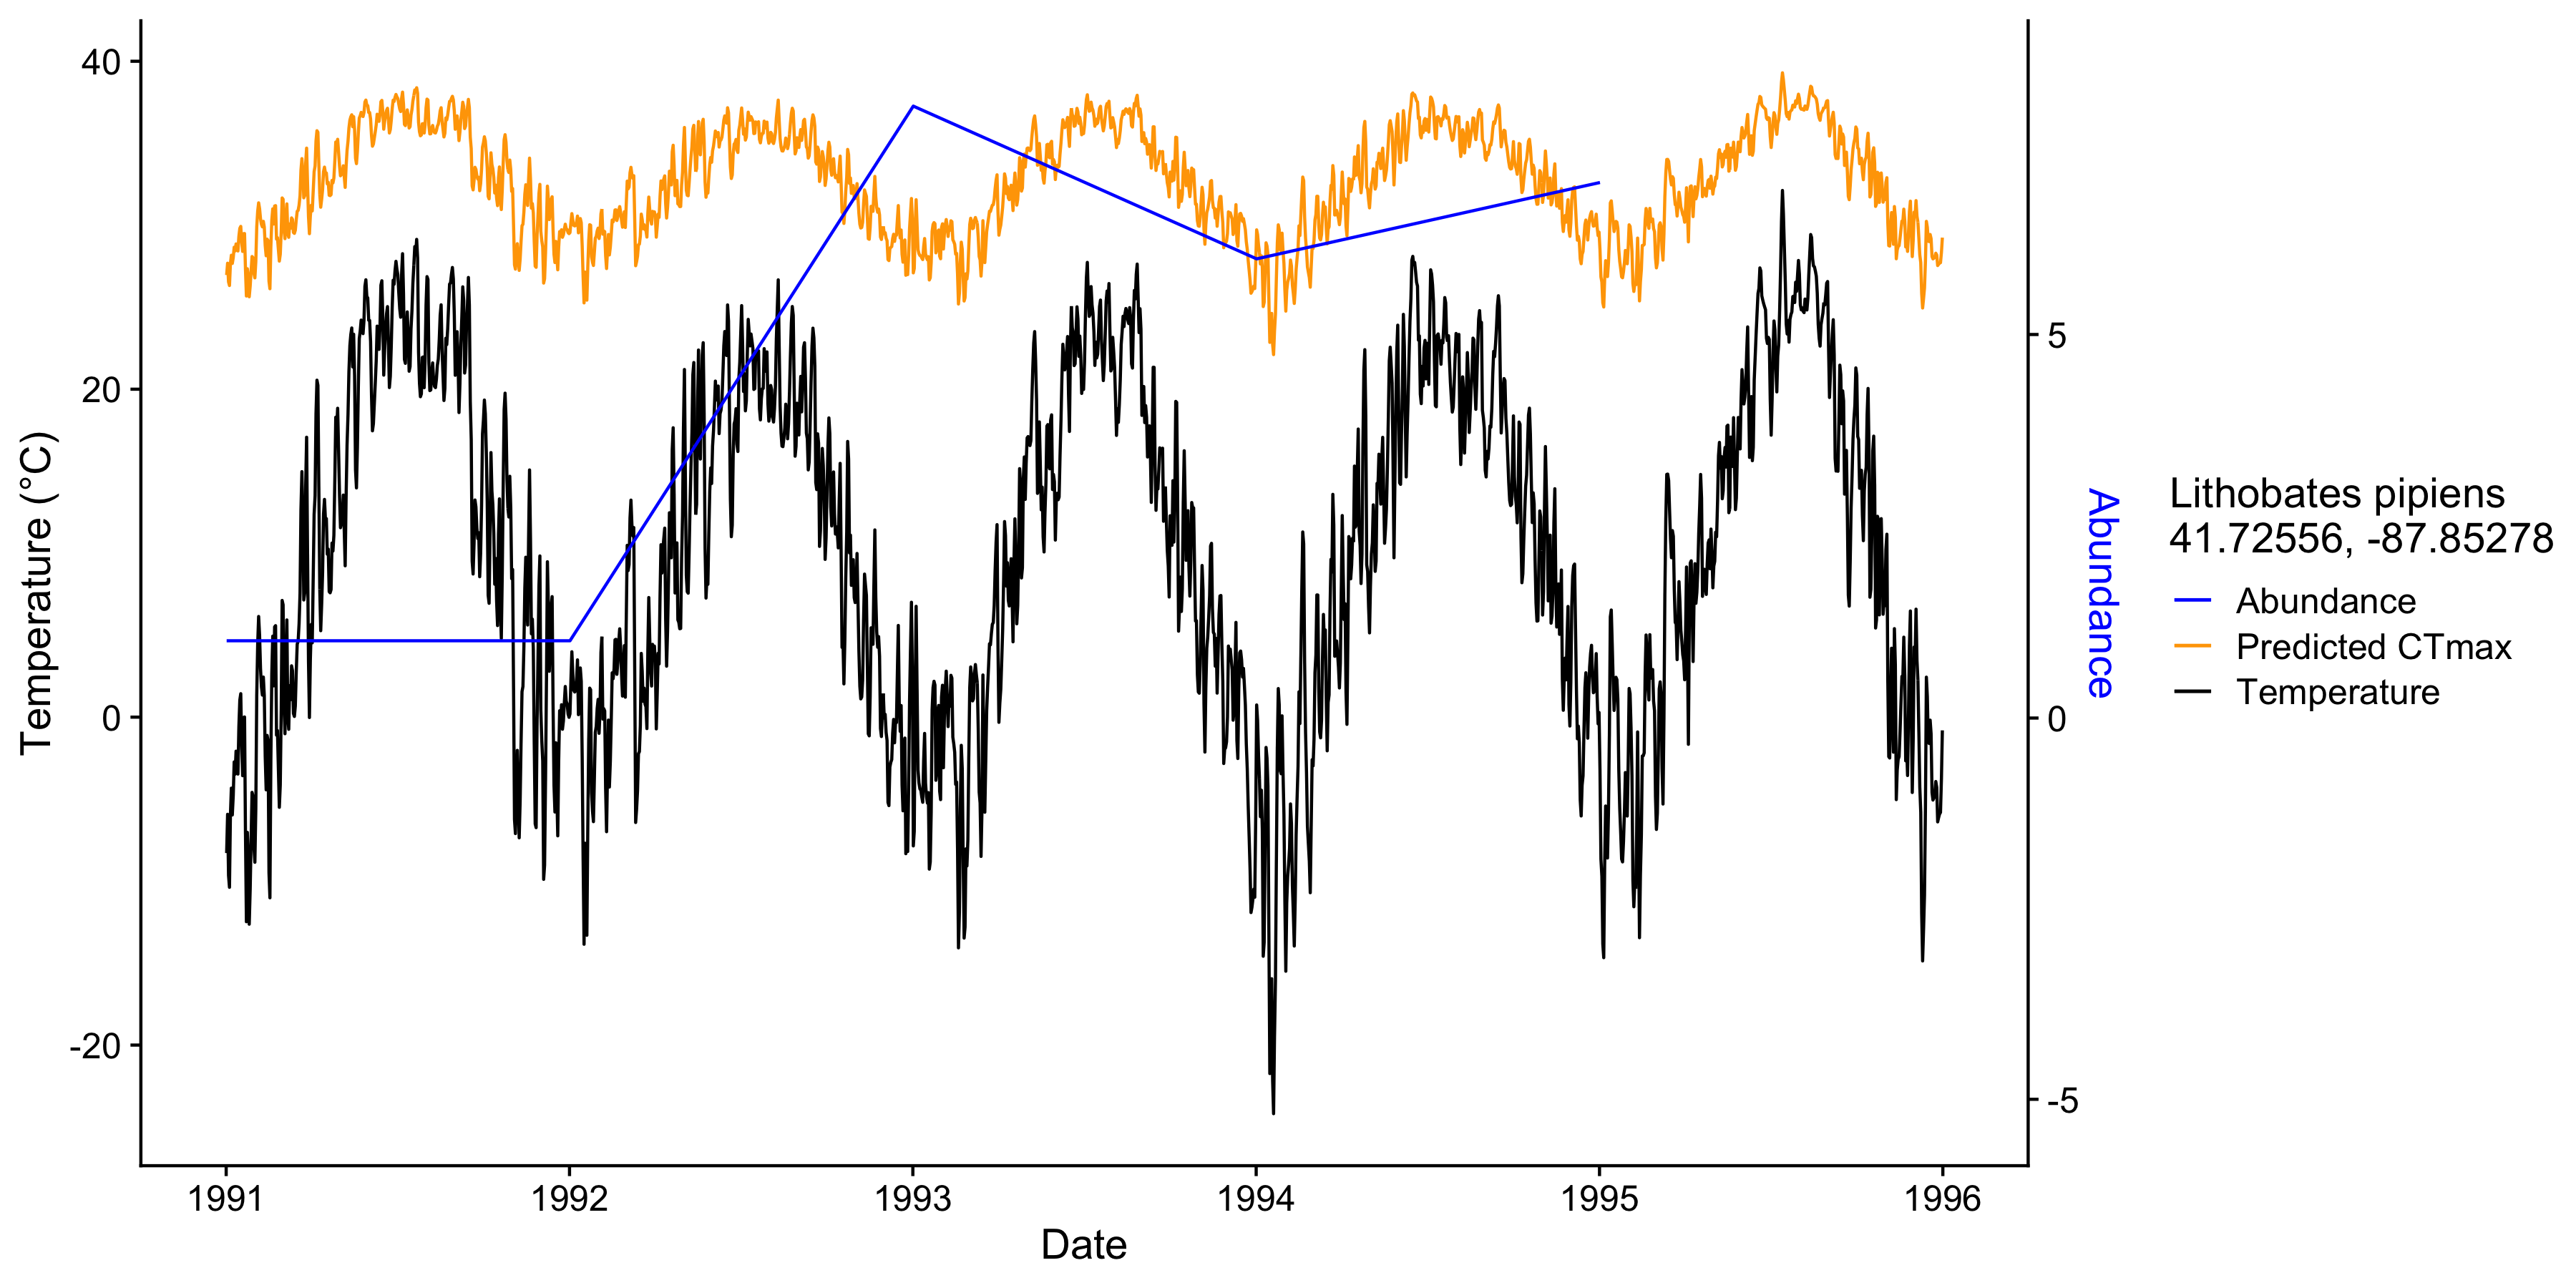 40
20
0
-20
Temperature (°C)
1991
1992
1993
1994
1995
1996
Date
5
0
-5
Abundance
Lithobates pipiens
41.72556, -87.85278
Abundance
Predicted CTmax
Temperature